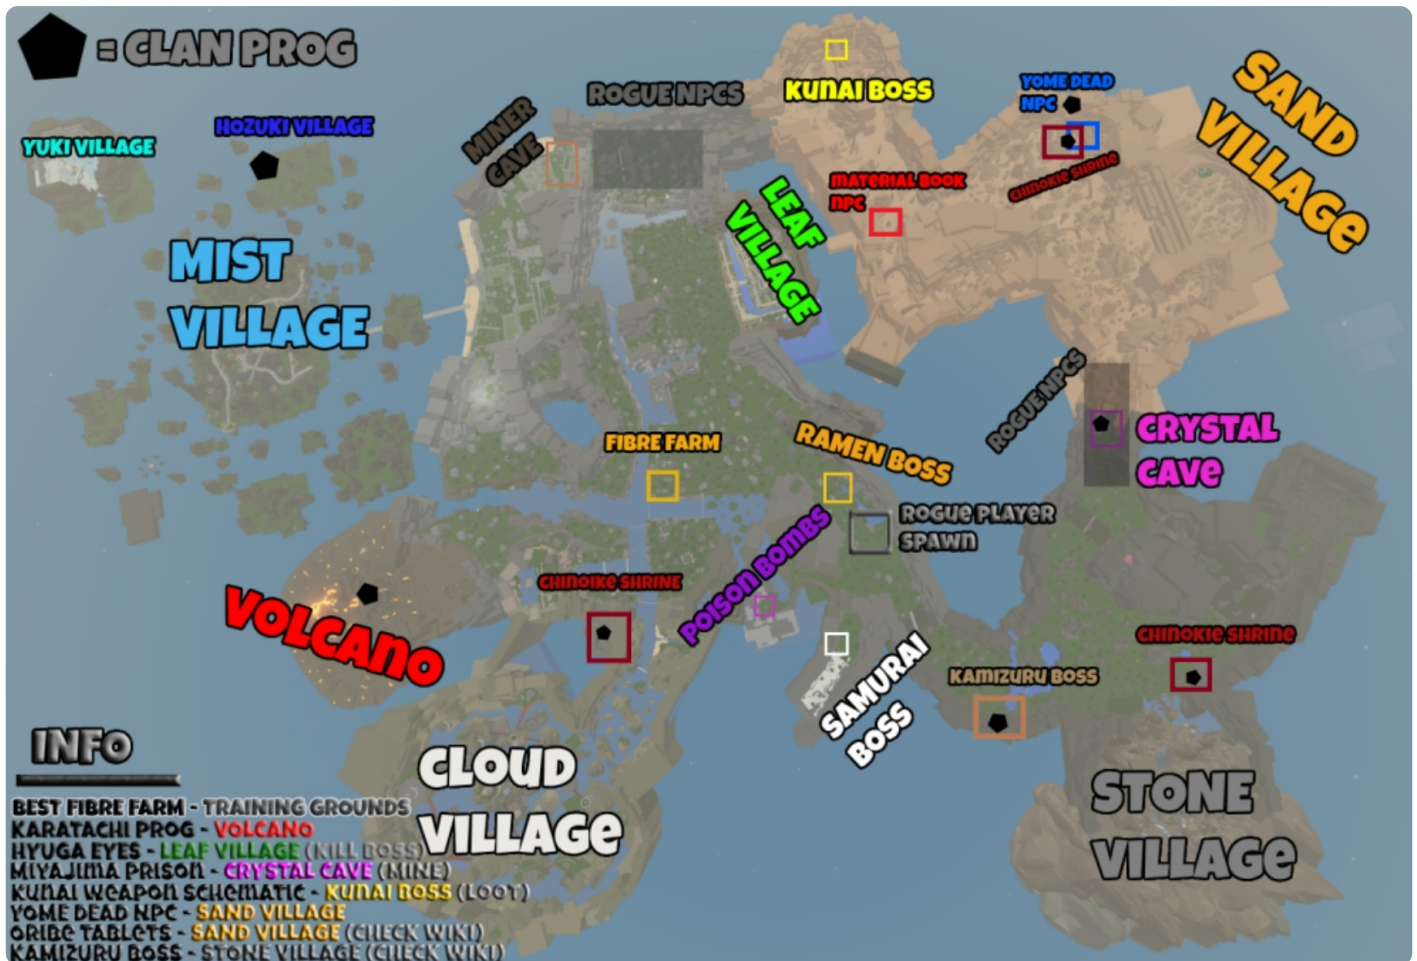 = CLAN PROG
YUKI VILLAGE
HOZUKI VILLAGE
MIST
VILLAGE
MINER
CAVE
ROGUE NPCS
KUNAI BOSS
YOME DEAD
NPC
CHINOKIE SHRINE
SAND
VILLAGE
MATERIAL BOOK
NPC
LEAF
VILLAGE
ROGUE NPCS
CRYSTAL
CAVE
FIBRE FARM
RAMEN BOSS
ROGUE PLAYER
SPAWN
POISON BOMBS
CHINOIKE SHRINE
VOLCANO
SAMURAI
BOSS
KAMIZURU BOSS
CHINOKIE SHRINE
CLOUD
VILLAGE
STONE
VILLAGE
INFO
BEST FIBRE FARM - TRAINING GROUNDS
KARATACHI PROG - VOLCANO
HYUGA EYES - LEAF VILLAGE (KILL BOSS)
MIYAJIMA PRISON - CRYSTAL CAVE (MINE)
KUNAI WEAPON SCHEMATIC - KUNAI BOSS (LOOT)
YOME DEAD NPC - SAND VILLAGE
ORIBE TABLETS - SAND VILLAGE (CHECK WIKI)
KAMIZURU BOSS - STONE VILLAGE (CHECK WIKI)